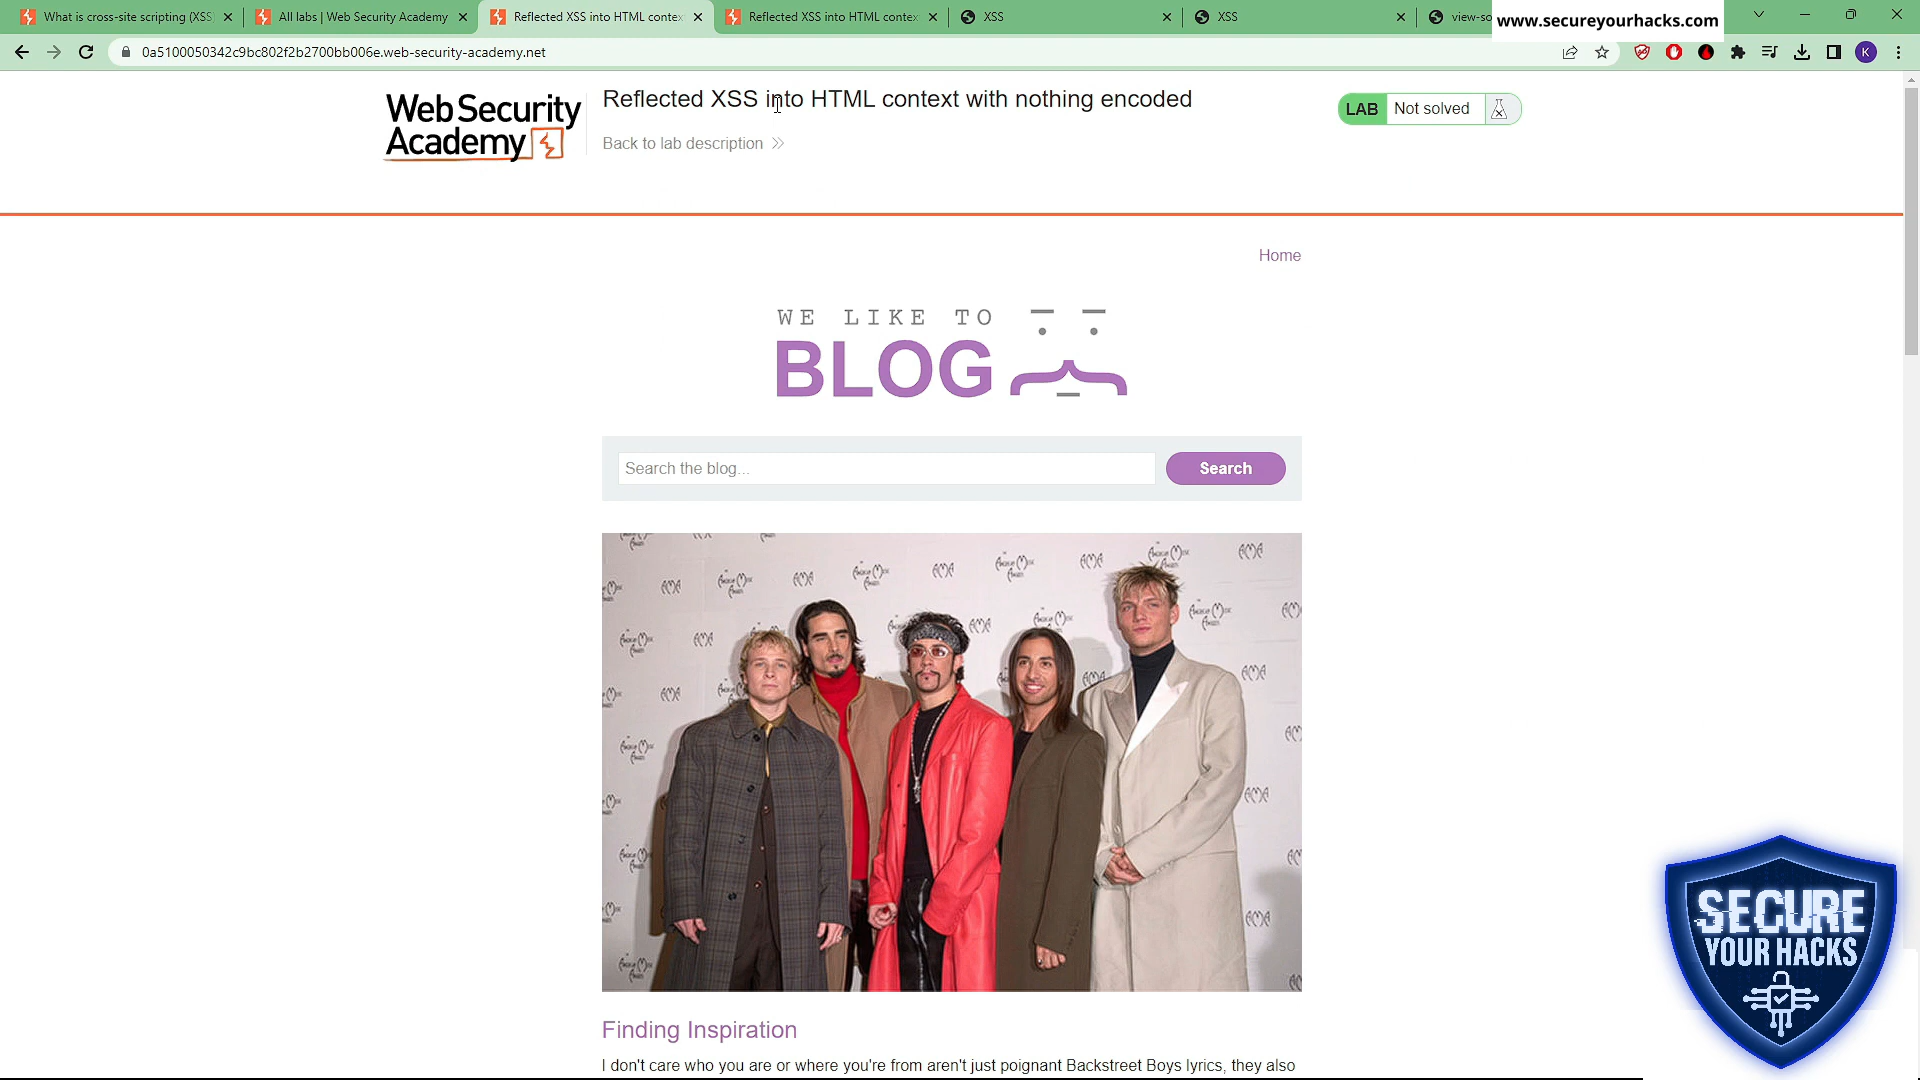 What is cross-site scripting (XSS
All labs | Web Security Academy
Reflected XSS into HTML contex
Reflected XSS into HTML contex
XSS
XSS
view-so
www.secureyourhacks.com
0a5100050342c9bc802f2b2700bb006e.web-security-academy.net
K
Web Security
Academy
Reflected XSS into HTML context with nothing encoded
Back to lab description
LAB Not solved
Home
WE LIKE TO
BLOG
Search the blog...
Search
SECURE
YOUR HACKS
Finding Inspiration
I don't care who you are or where you're from aren't just poignant Backstreet Boys lyrics, they also